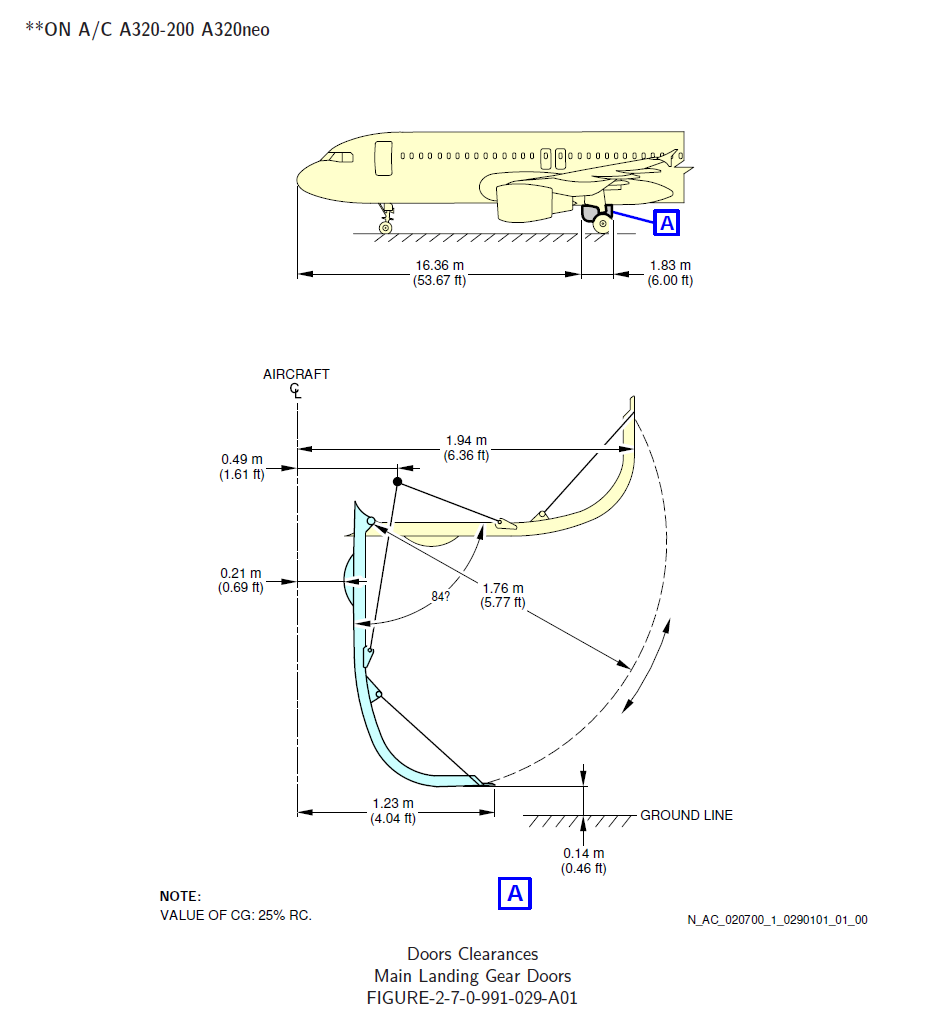 **ON A/C A320-200 A320neo
A
16.36 m
(53.67 ft)
1.83 m
(6.00 ft)
AIRCRAFT
CL
1.94 m
(6.36 ft)
0.49 m
(1.61 ft)
0.21 m
(0.69 ft)
84?
1.76 m
(5.77 ft)
1.23 m
(4.04 ft)
GROUND LINE
0.14 m
(0.46 ft)
A
NOTE:
VALUE OF CG: 25% RC.
N_AC_020700_1_0290101_01_00
Doors Clearances
Main Landing Gear Doors
FIGURE-2-7-0-991-029-A01